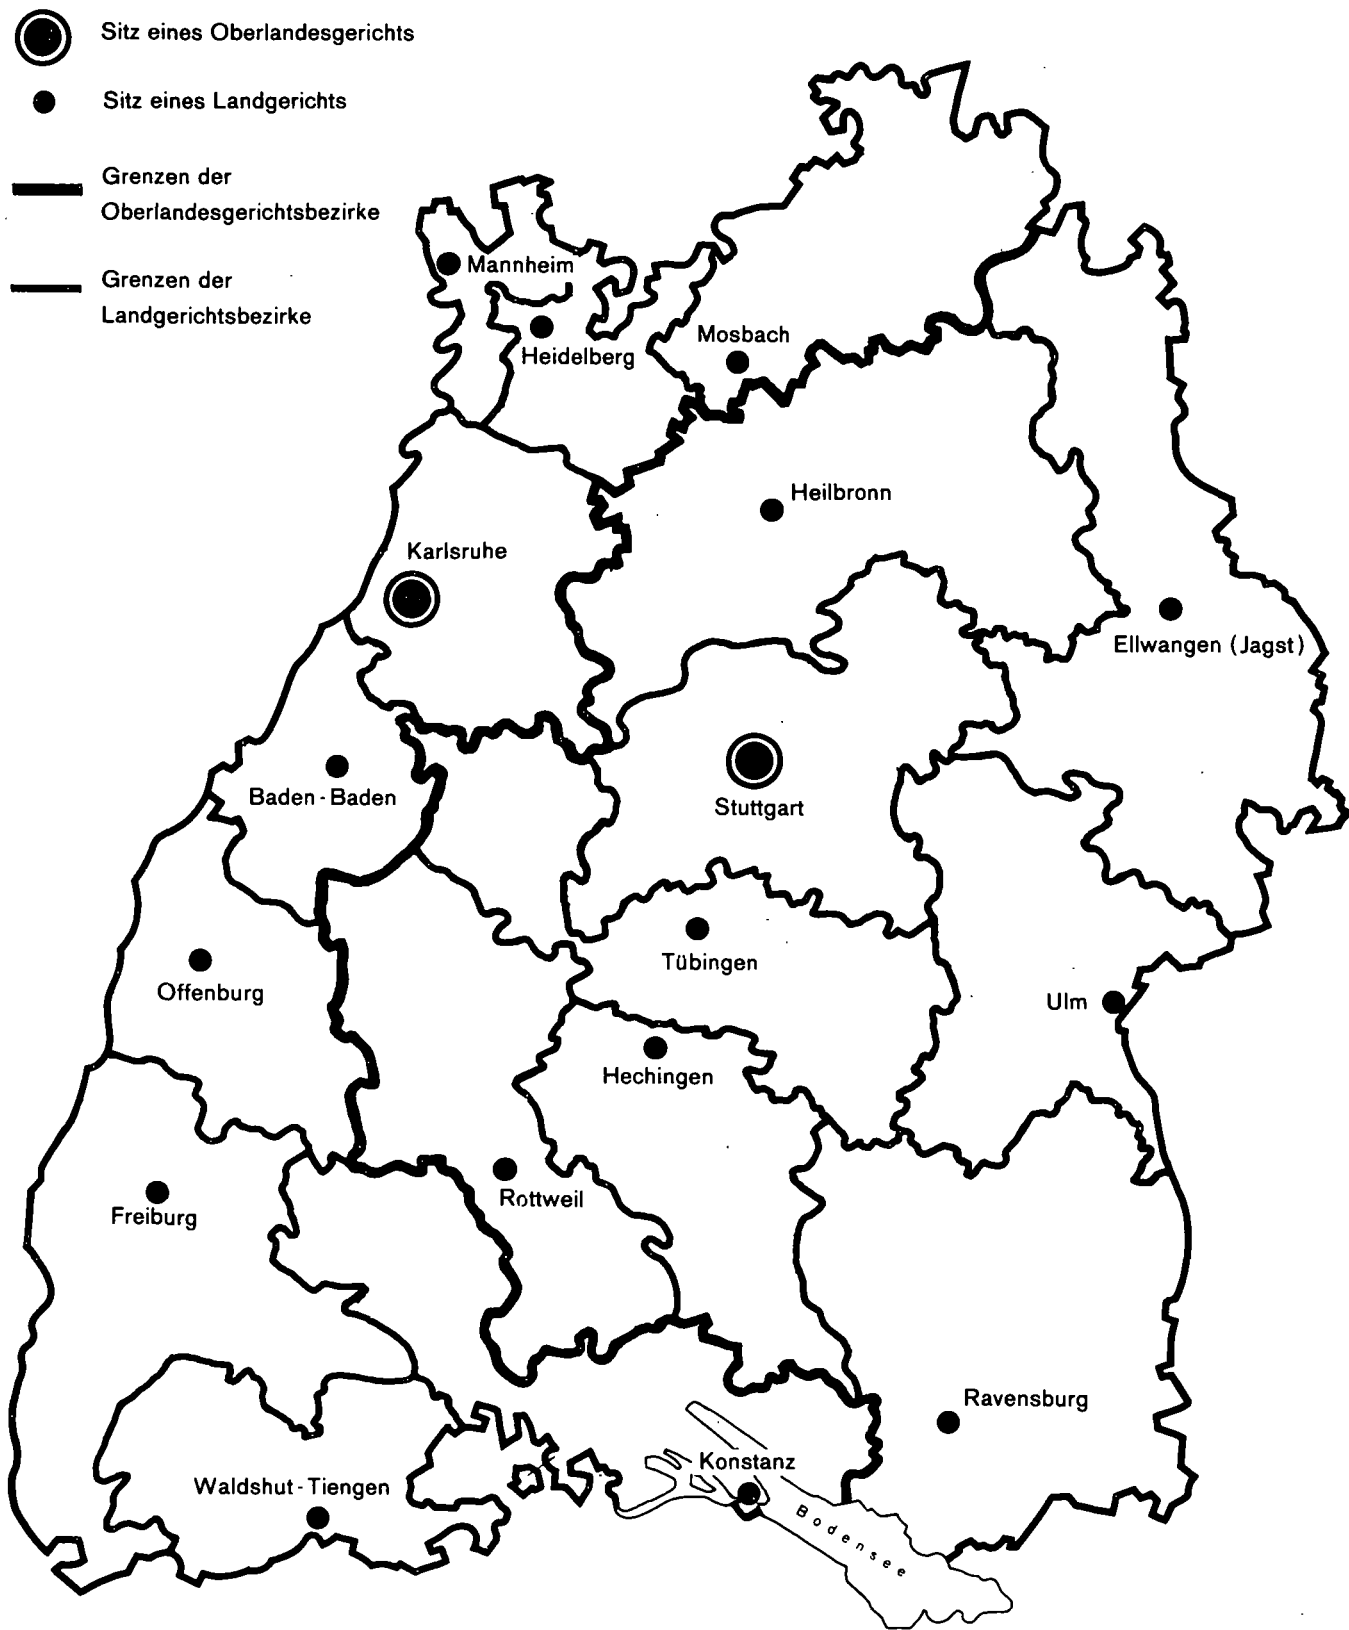 Sitz eines Oberlandesgerichts
Sitz eines Landgerichts
Grenzen der
Oberlandesgerichtsbezirke
Grenzen der
Landgerichtsbezirke
Mannheim
Heidelberg
Mosbach
Heilbronn
Karlsruhe
Ellwangen (Jagst)
Baden-Baden
Stuttgart
Tübingen
Offenburg
Ulm
Hechingen
Rottweil
Freiburg
Ravensburg
Konstanz
Waldshut-Tiengen
Bodensee